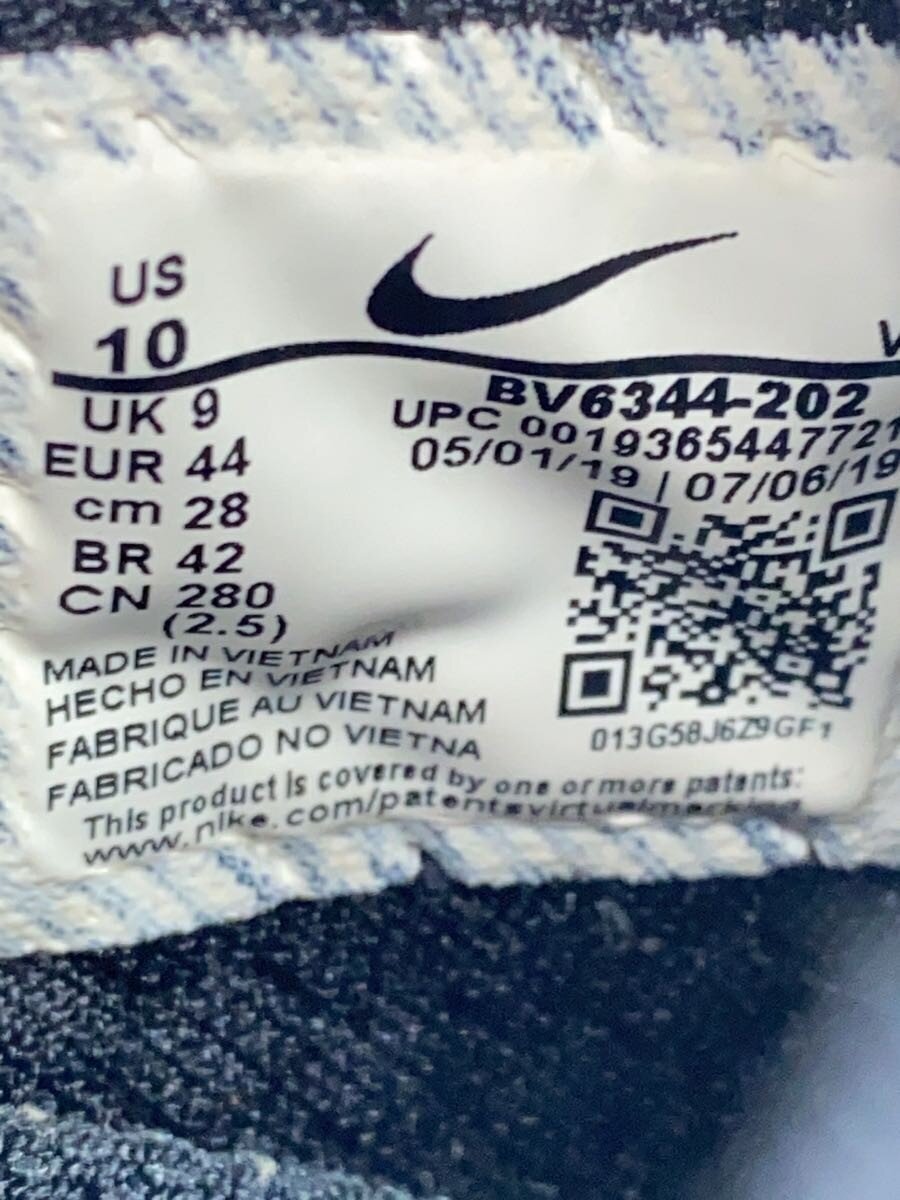 US
10
UK 9
EUR 44
cm 28
BR 42
CN 280
(2.5)
V
BV6344-202
UPC 0019365447721
05/01/19 | 07/06/19
013G58J6Z9GF1
MADE IN VIETNAM
HECHO EN VIETNAM
FABRIQUE AU VIETNAM
FABRICADO NO VIETNA
This product is covered by one or more patents:
www.nike.com/patentsvirtualmarking